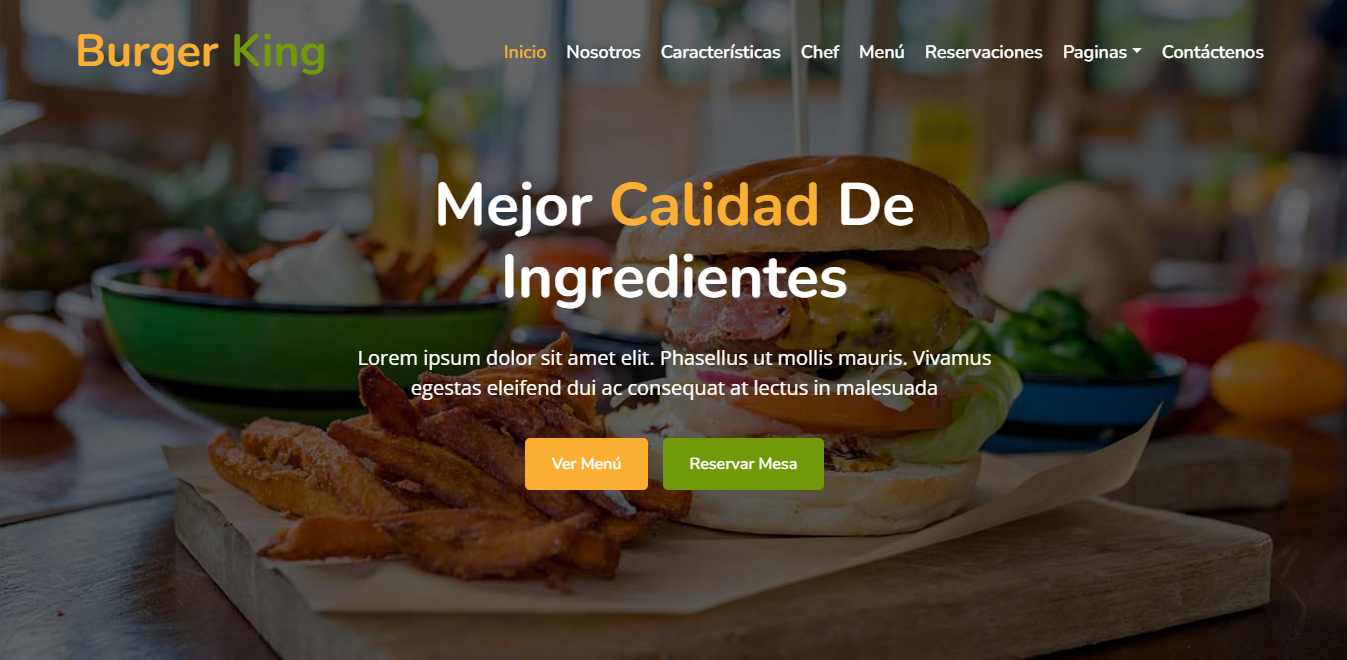 Burger King
Inicio Nosotros Características Chef Menú Reservaciones Paginas Contáctenos
Mejor Calidad De
Ingredientes
Lorem ipsum dolor sit amet elit. Phasellus ut mollis mauris. Vivamus
egestas eleifend dui ac consequat at lectus in malesuada
Ver Menú Reservar Mesa